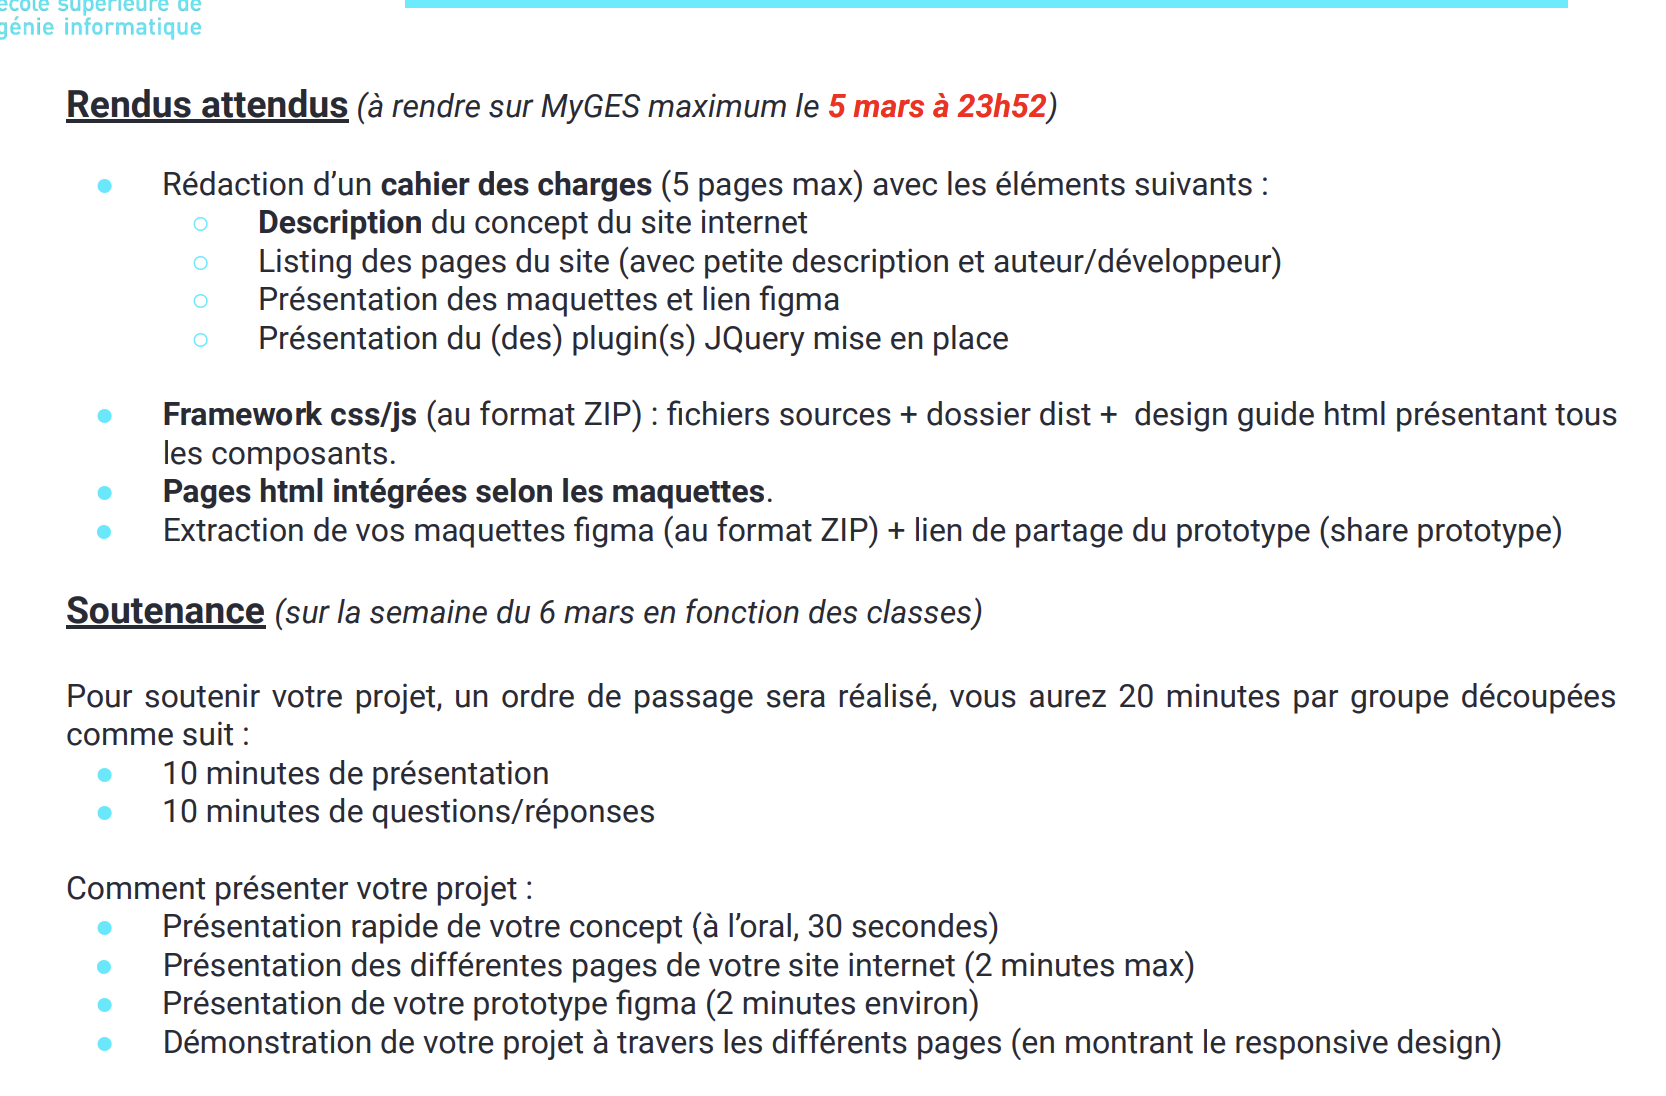 école supérieure de
génie informatique
Rendus attendus (à rendre sur MyGES maximum le 5 mars à 23h52)
● Rédaction d’un cahier des charges (5 pages max) avec les éléments suivants :
○ Description du concept du site internet
○ Listing des pages du site (avec petite description et auteur/développeur)
○ Présentation des maquettes et lien figma
○ Présentation du (des) plugin(s) JQuery mise en place
● Framework css/js (au format ZIP) : fichiers sources + dossier dist + design guide html présentant tous
les composants.
● Pages html intégrées selon les maquettes.
● Extraction de vos maquettes figma (au format ZIP) + lien de partage du prototype (share prototype)
Soutenance (sur la semaine du 6 mars en fonction des classes)
Pour soutenir votre projet, un ordre de passage sera réalisé, vous aurez 20 minutes par groupe découpées
comme suit :
● 10 minutes de présentation
● 10 minutes de questions/réponses
Comment présenter votre projet :
● Présentation rapide de votre concept (à l’oral, 30 secondes)
● Présentation des différentes pages de votre site internet (2 minutes max)
● Présentation de votre prototype figma (2 minutes environ)
● Démonstration de votre projet à travers les différents pages (en montrant le responsive design)